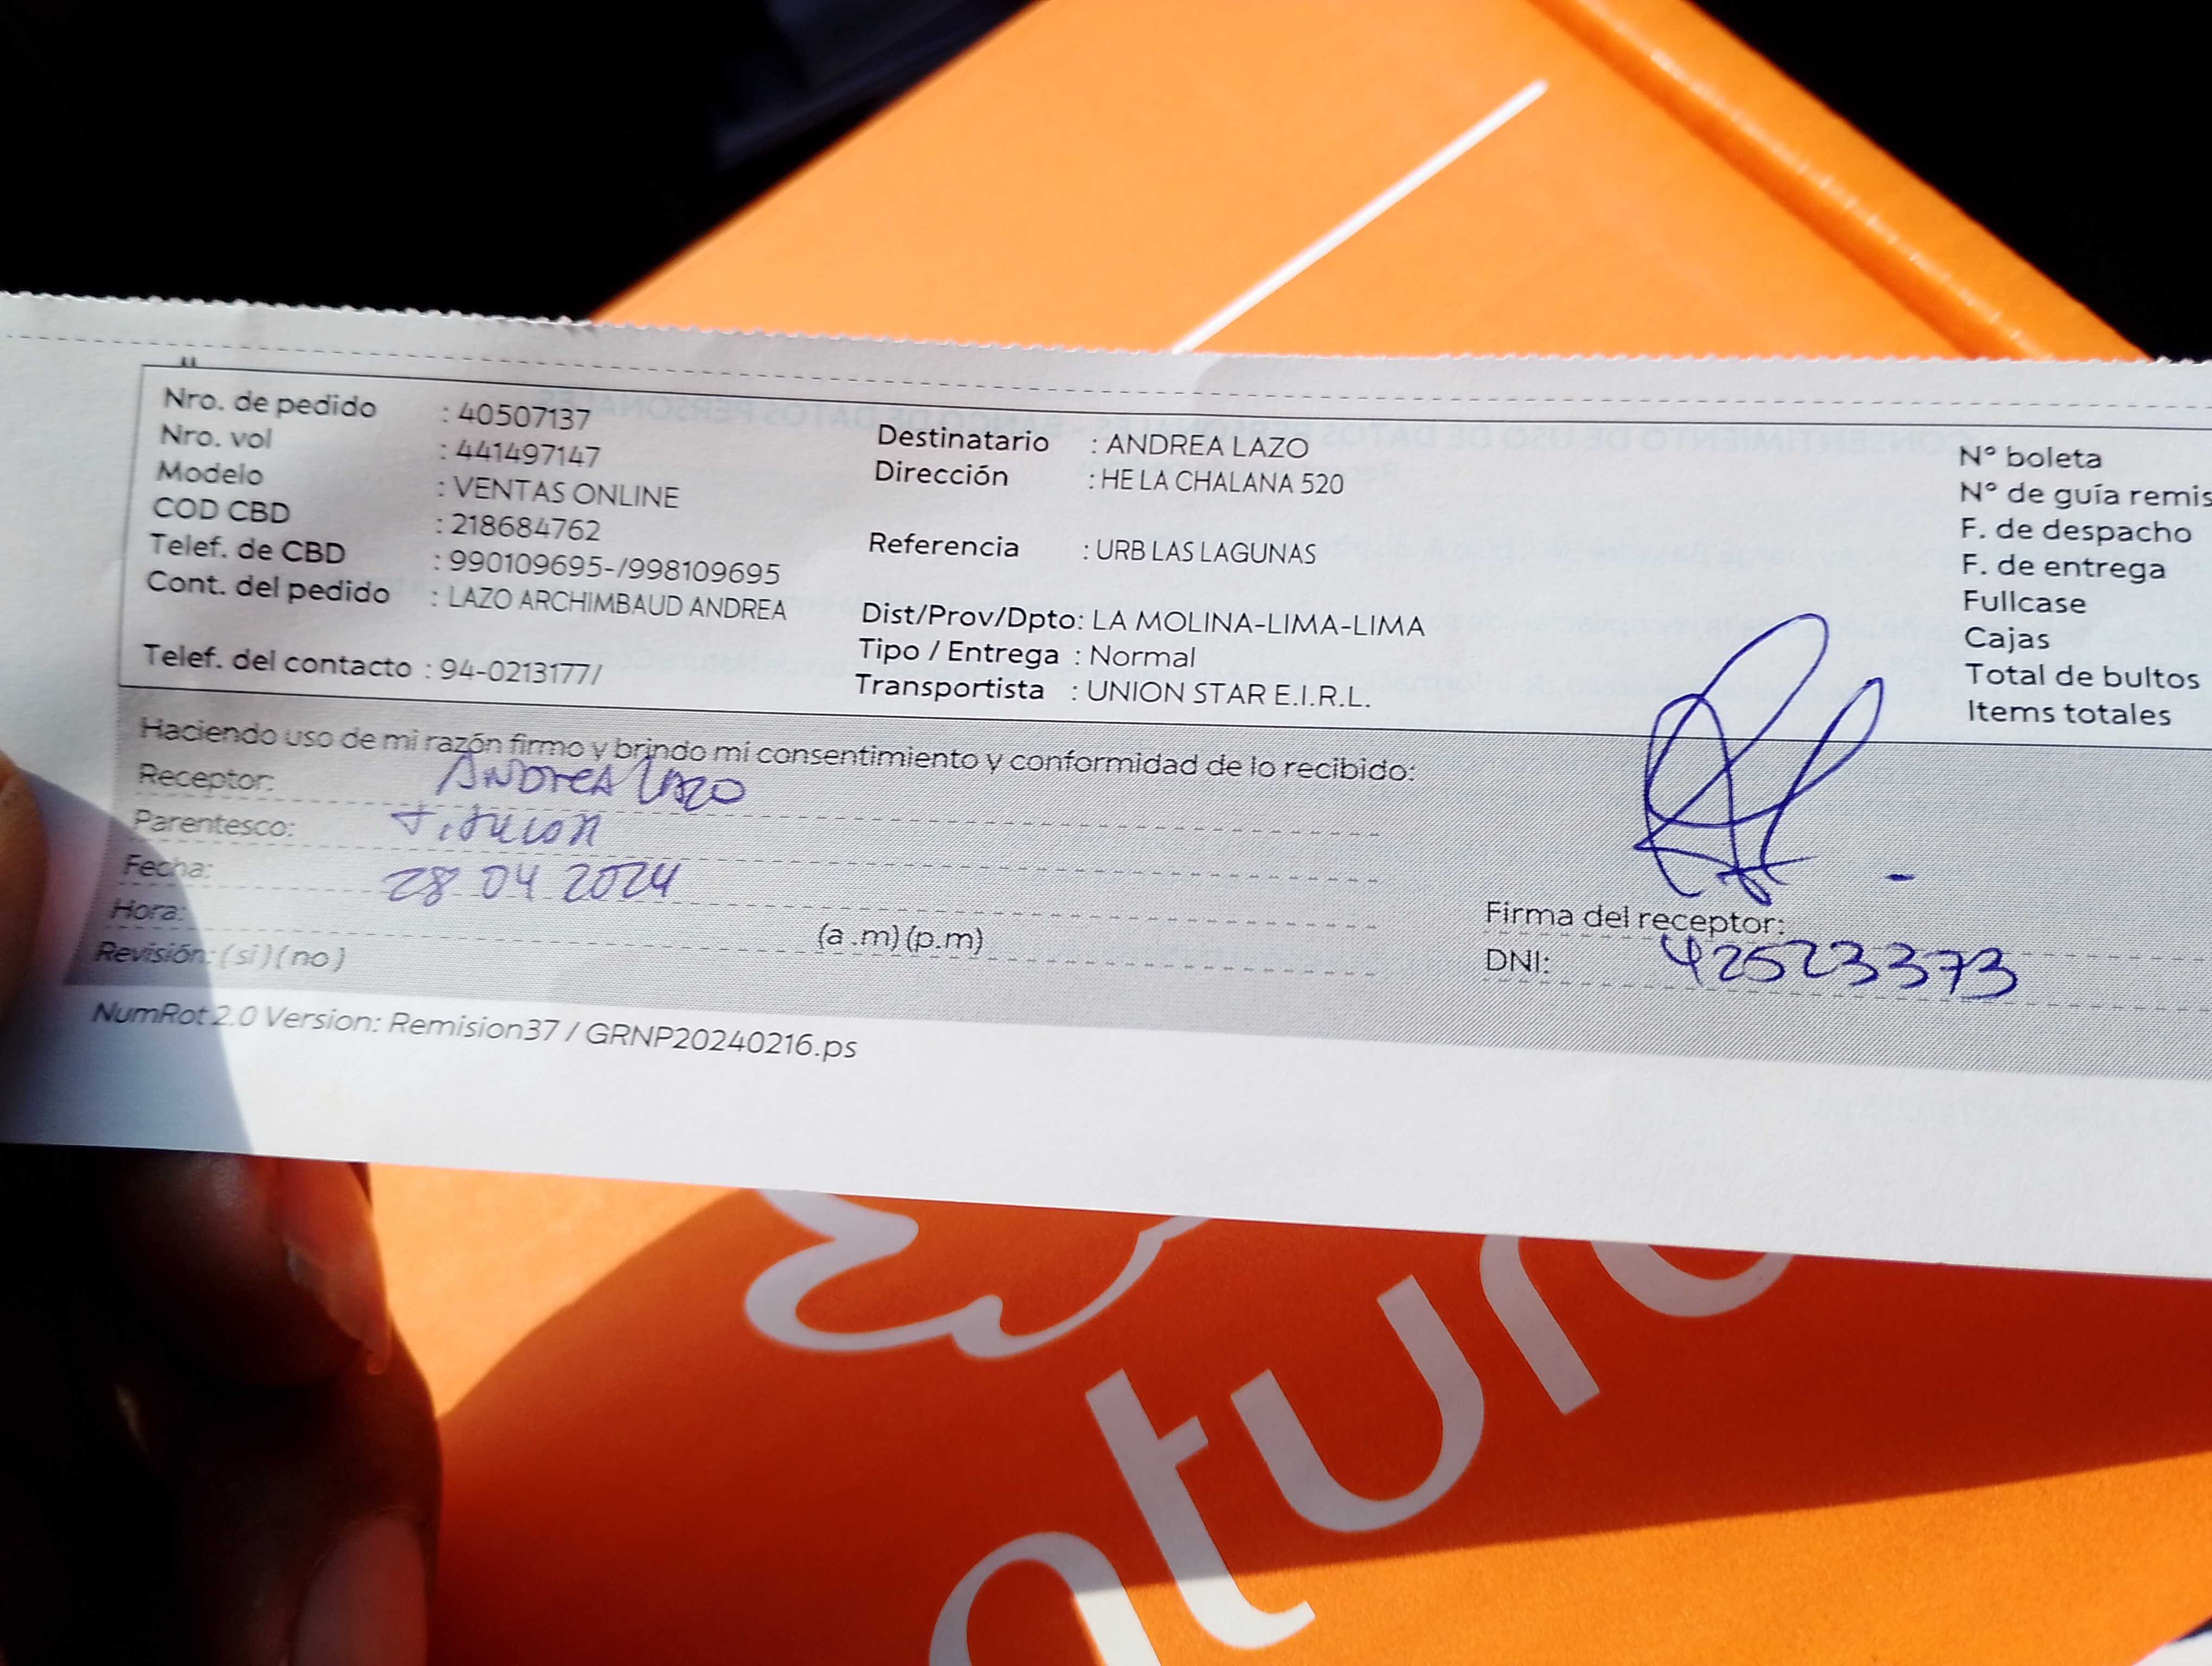 Nro. de pedido : 40507137
Nro. vol : 441497147
Modelo : VENTAS ONLINE
COD CBD : 218684762
Telef. de CBD : 990109695-/998109695
Cont. del pedido : LAZO ARCHIMBAUD ANDREA
Telef. del contacto : 94-0213177/
Destinatario : ANDREA LAZO
Dirección : HE LA CHALANA 520
Referencia : URB LAS LAGUNAS
Dist/Prov/Dpto: LA MOLINA-LIMA-LIMA
Tipo / Entrega : Normal
Transportista : UNION STAR E.I.R.L.
N° boleta
N° de guía remis
F. de despacho
F. de entrega
Fullcase
Cajas
Total de bultos
Items totales
Haciendo uso de mi razón firmo y brindo mi consentimiento y conformidad de lo recibido:
Receptor: ANDREA LAZO
Parentesco: Titular
Fecha: 28 04 2024
Hora: (a .m) (p.m)
Revisión: ( si ) ( no )
Firma del receptor:
DNI: 42523373
NumRot 2.0 Version: Remision37 / GRNP20240216.ps
natura